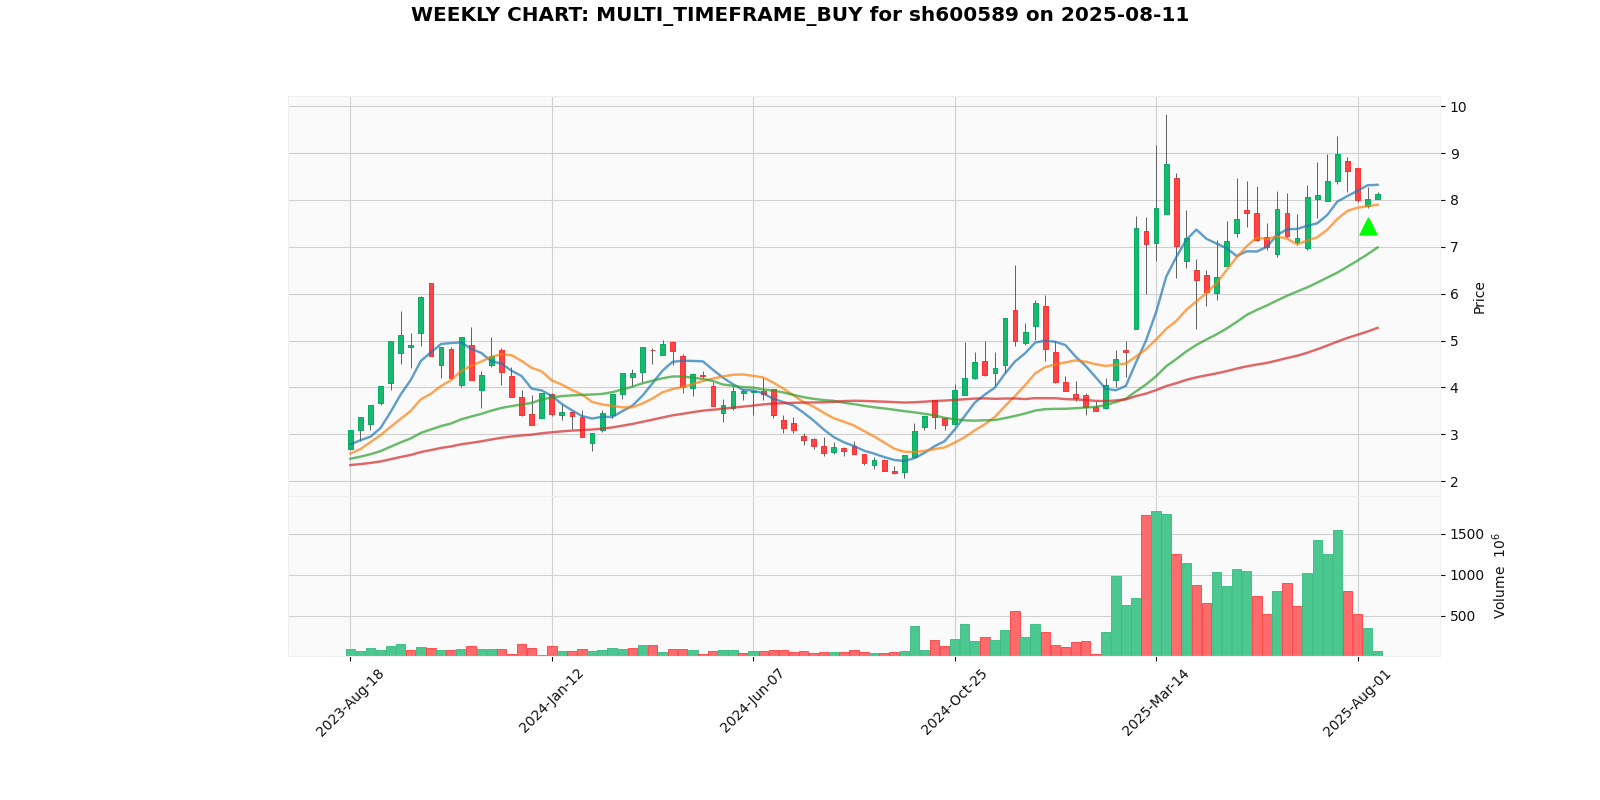 WEEKLY CHART: MULTI_TIMEFRAME_BUY for sh600589 on 2025-08-11
10
9
8
7
6
5
4
3
2
Price
1500
1000
500
Volume 10^6
2023-Aug-18
2024-Jan-12
2024-Jun-07
2024-Oct-25
2025-Mar-14
2025-Aug-01